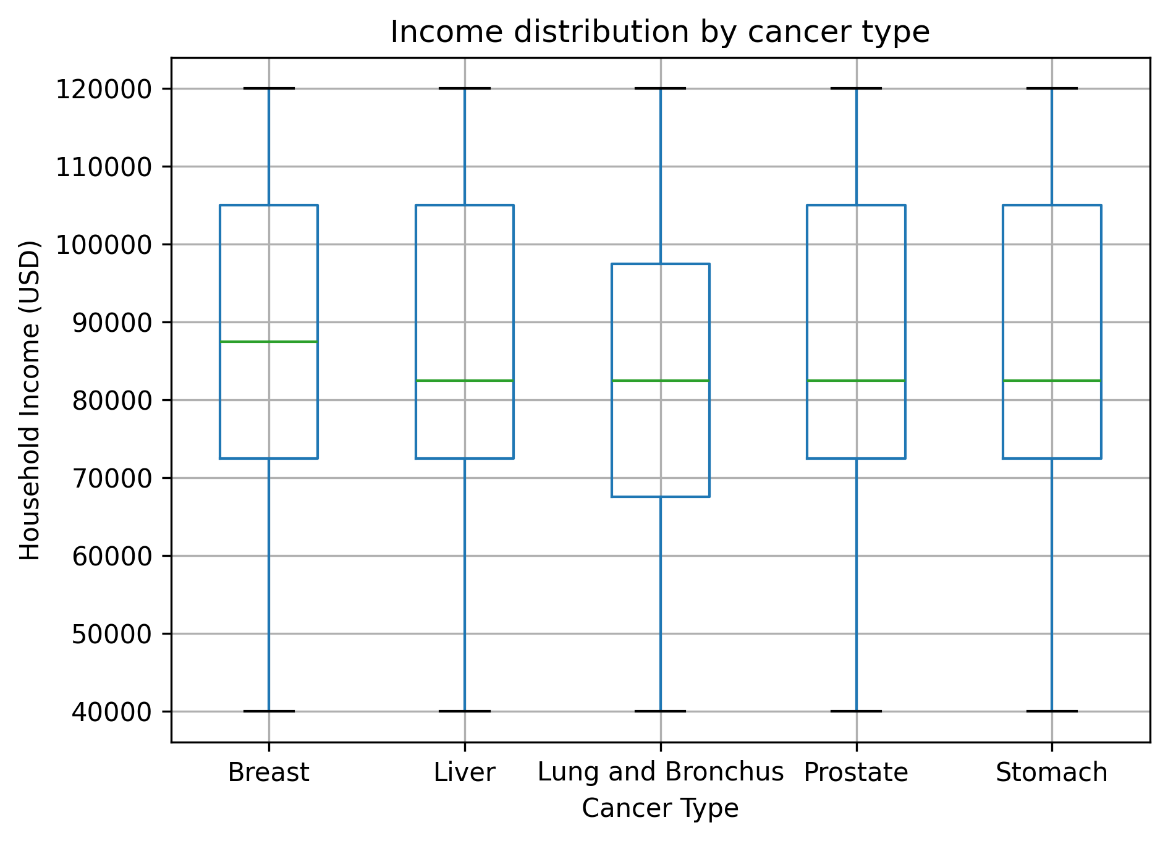 Income distribution by cancer type
Household Income (USD)
120000
110000
100000
90000
80000
70000
60000
50000
40000
Breast Liver Lung and Bronchus Prostate Stomach
Cancer Type